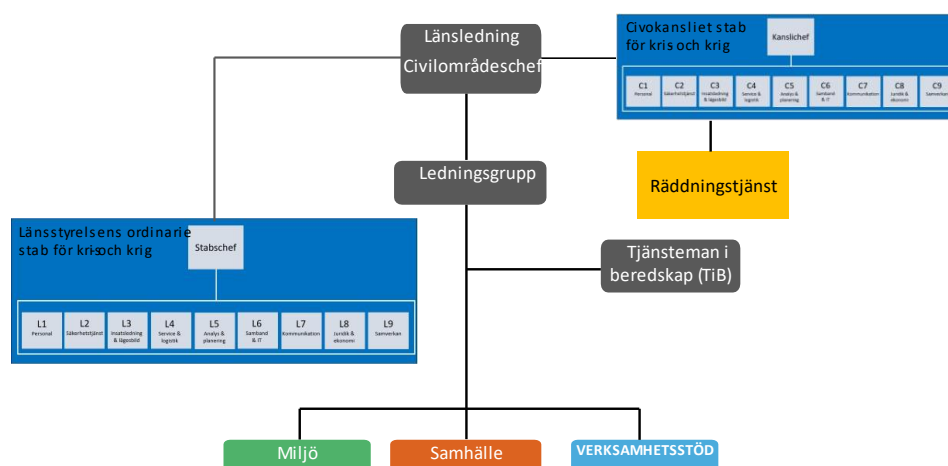 Länsledning
Civilområdeschef
Civokansliet stab
för kris och krig
Kanslichef
C1
Personal
C2
Säkerhetstjänst
C3
Insatsledning
& lägesbild
C4
Service &
logistik
C5
Analys &
planering
C6
Samband
& IT
C7
Kommunikation
C8
Juridik &
ekonomi
C9
Samverkan
Ledningsgrupp
Räddningstjänst
Länsstyrelsens ordinarie
stab för kris-och krig
Stabschef
L1
Personal
L2
Säkerhetstjänst
L3
Insatsledning
& lägesbild
L4
Service &
logistik
L5
Analys &
planering
L6
Samband
& IT
L7
Kommunikation
L8
Juridik &
ekonomi
L9
Samverkan
Tjänsteman i
beredskap (TiB)
Miljö
Samhälle
VERKSAMHETSSTÖD